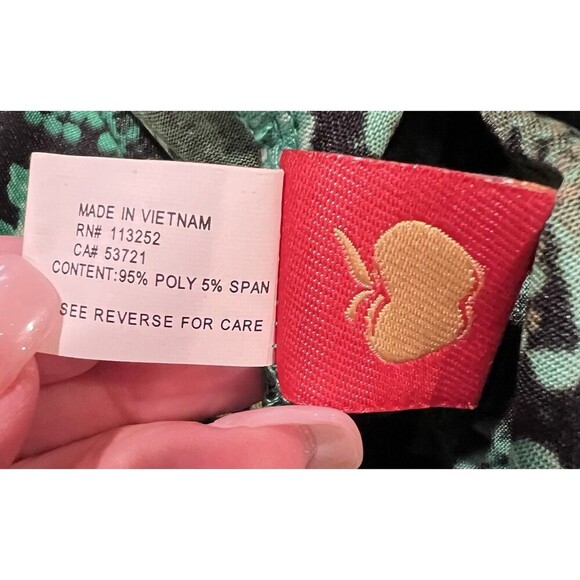 MADE IN VIETNAM
RN# 113252
CA# 53721
CONTENT:95% POLY 5% SPAN
SEE REVERSE FOR CARE